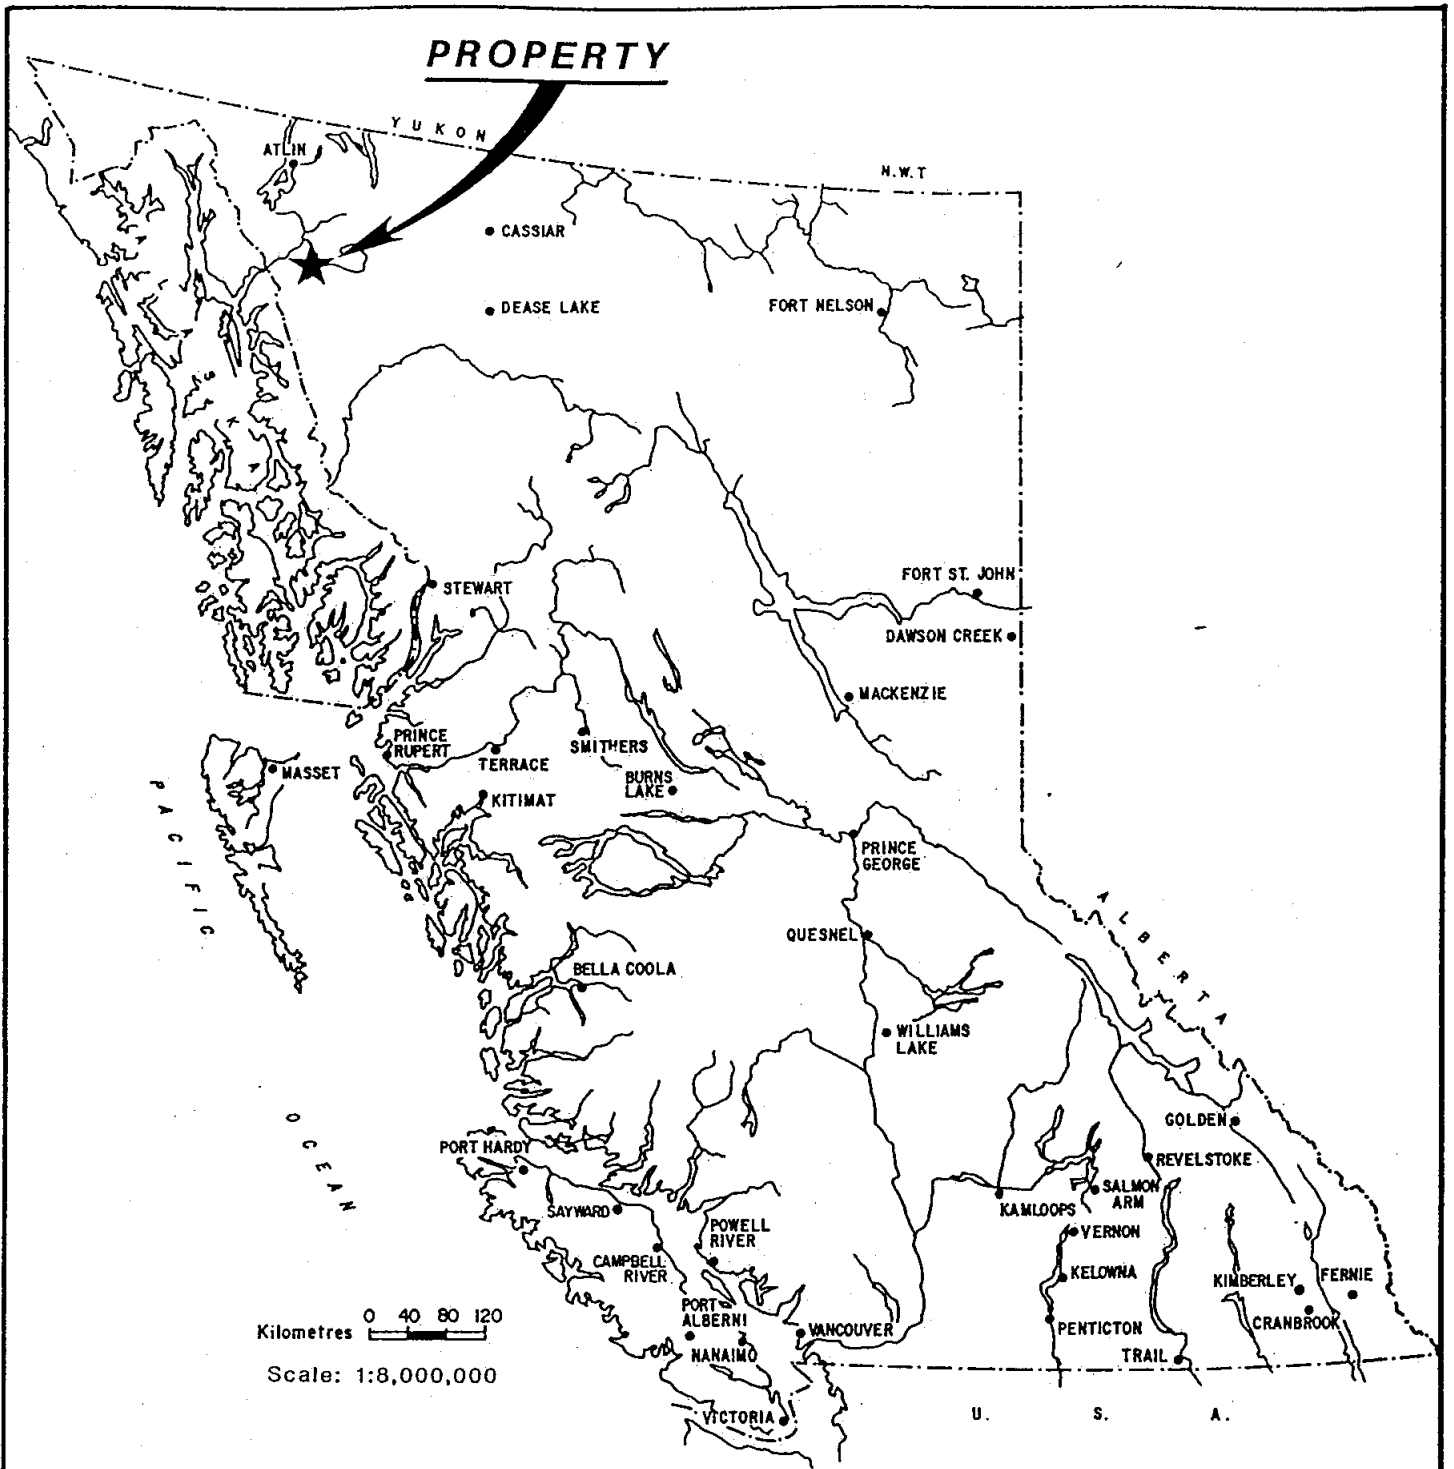 PROPERTY
YUKON
N.W.T
ATLIN
CASSIAR
DEASE LAKE
FORT NELSON
ALASKA
STEWART
FORT ST. JOHN
DAWSON CREEK
MACKENZIE
PRINCE
RUPERT
TERRACE
SMITHERS
MASSET
KITIMAT
BURNS
LAKE
PRINCE
GEORGE
PACIFIC
OCEAN
ALBERTA
QUESNEL
BELLA COOLA
WILLIAMS
LAKE
GOLDEN
PORT HARDY
REVELSTOKE
SAYWARD
KAMLOOPS
SALMON
ARM
POWELL
RIVER
VERNON
CAMPBELL
RIVER
KELOWNA
KIMBERLEY
FERNIE
PORT
ALBERNI
CRANBROOK
Kilometres 0 40 80 120
VANCOUVER
PENTICTON
NANAIMO
TRAIL
Scale: 1:8,000,000
VICTORIA
U. S. A.